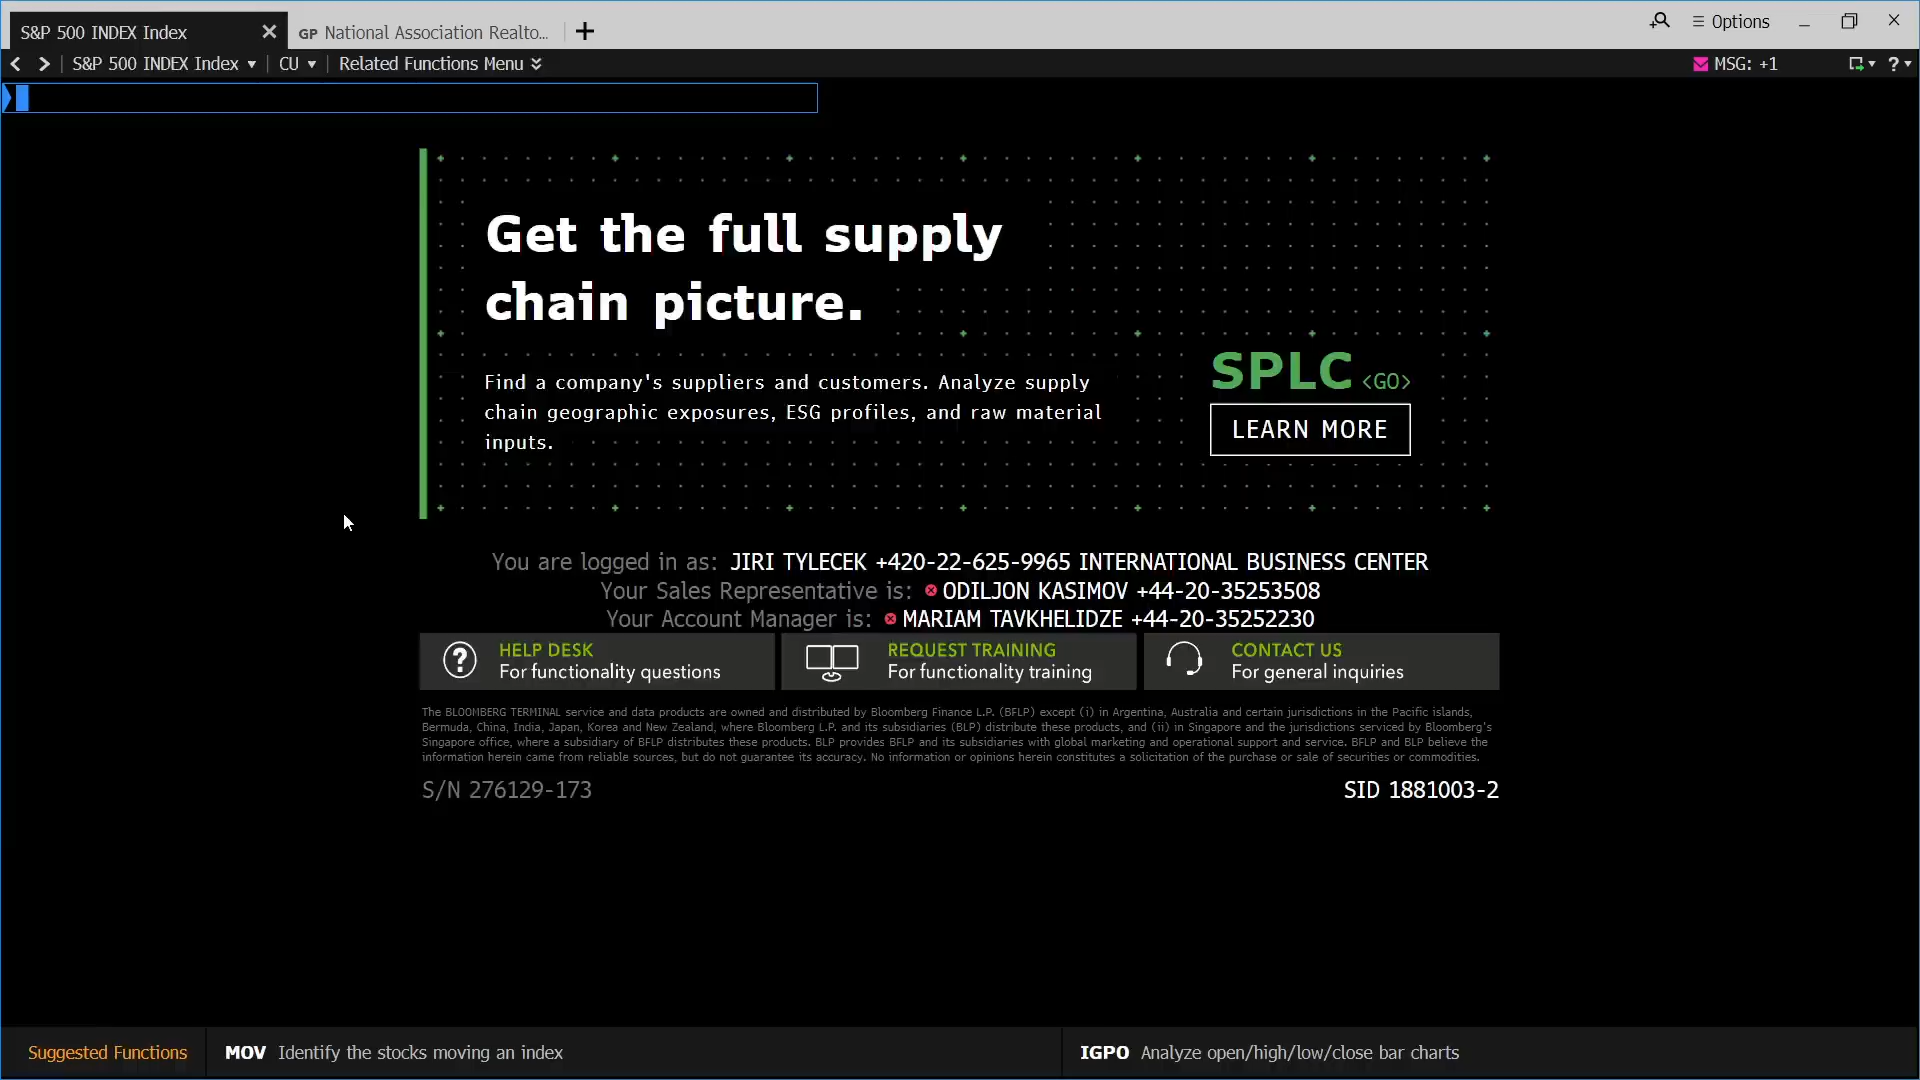 S&P 500 INDEX Index
GP National Association Realto...
Options
S&P 500 INDEX Index
CU
Related Functions Menu
MSG: +1
?
Get the full supply
chain picture.
Find a company's suppliers and customers. Analyze supply
chain geographic exposures, ESG profiles, and raw material
inputs.
SPLC <GO>
LEARN MORE
You are logged in as: JIRI TYLECEK +420-22-625-9965 INTERNATIONAL BUSINESS CENTER
Your Sales Representative is: ODILJON KASIMOV +44-20-35253508
Your Account Manager is: MARIAM TAVKHELIDZE +44-20-35252230
HELP DESK
For functionality questions
REQUEST TRAINING
For functionality training
CONTACT US
For general inquiries
The BLOOMBERG TERMINAL service and data products are owned and distributed by Bloomberg Finance L.P. (BFLP) except (i) in Argentina, Australia and certain jurisdictions in the Pacific islands,
Bermuda, China, India, Japan, Korea and New Zealand, where Bloomberg L.P. and its subsidiaries (BLP) distribute these products, and (ii) in Singapore and the jurisdictions serviced by Bloomberg's
Singapore office, where a subsidiary of BFLP distributes these products. BLP provides BFLP and its subsidiaries with global marketing and operational support and service. BFLP and BLP believe the
information herein came from reliable sources, but do not guarantee its accuracy. No information or opinions herein constitutes a solicitation of the purchase or sale of securities or commodities.
S/N 276129-173
SID 1881003-2
Suggested Functions
MOV Identify the stocks moving an index
IGPO Analyze open/high/low/close bar charts